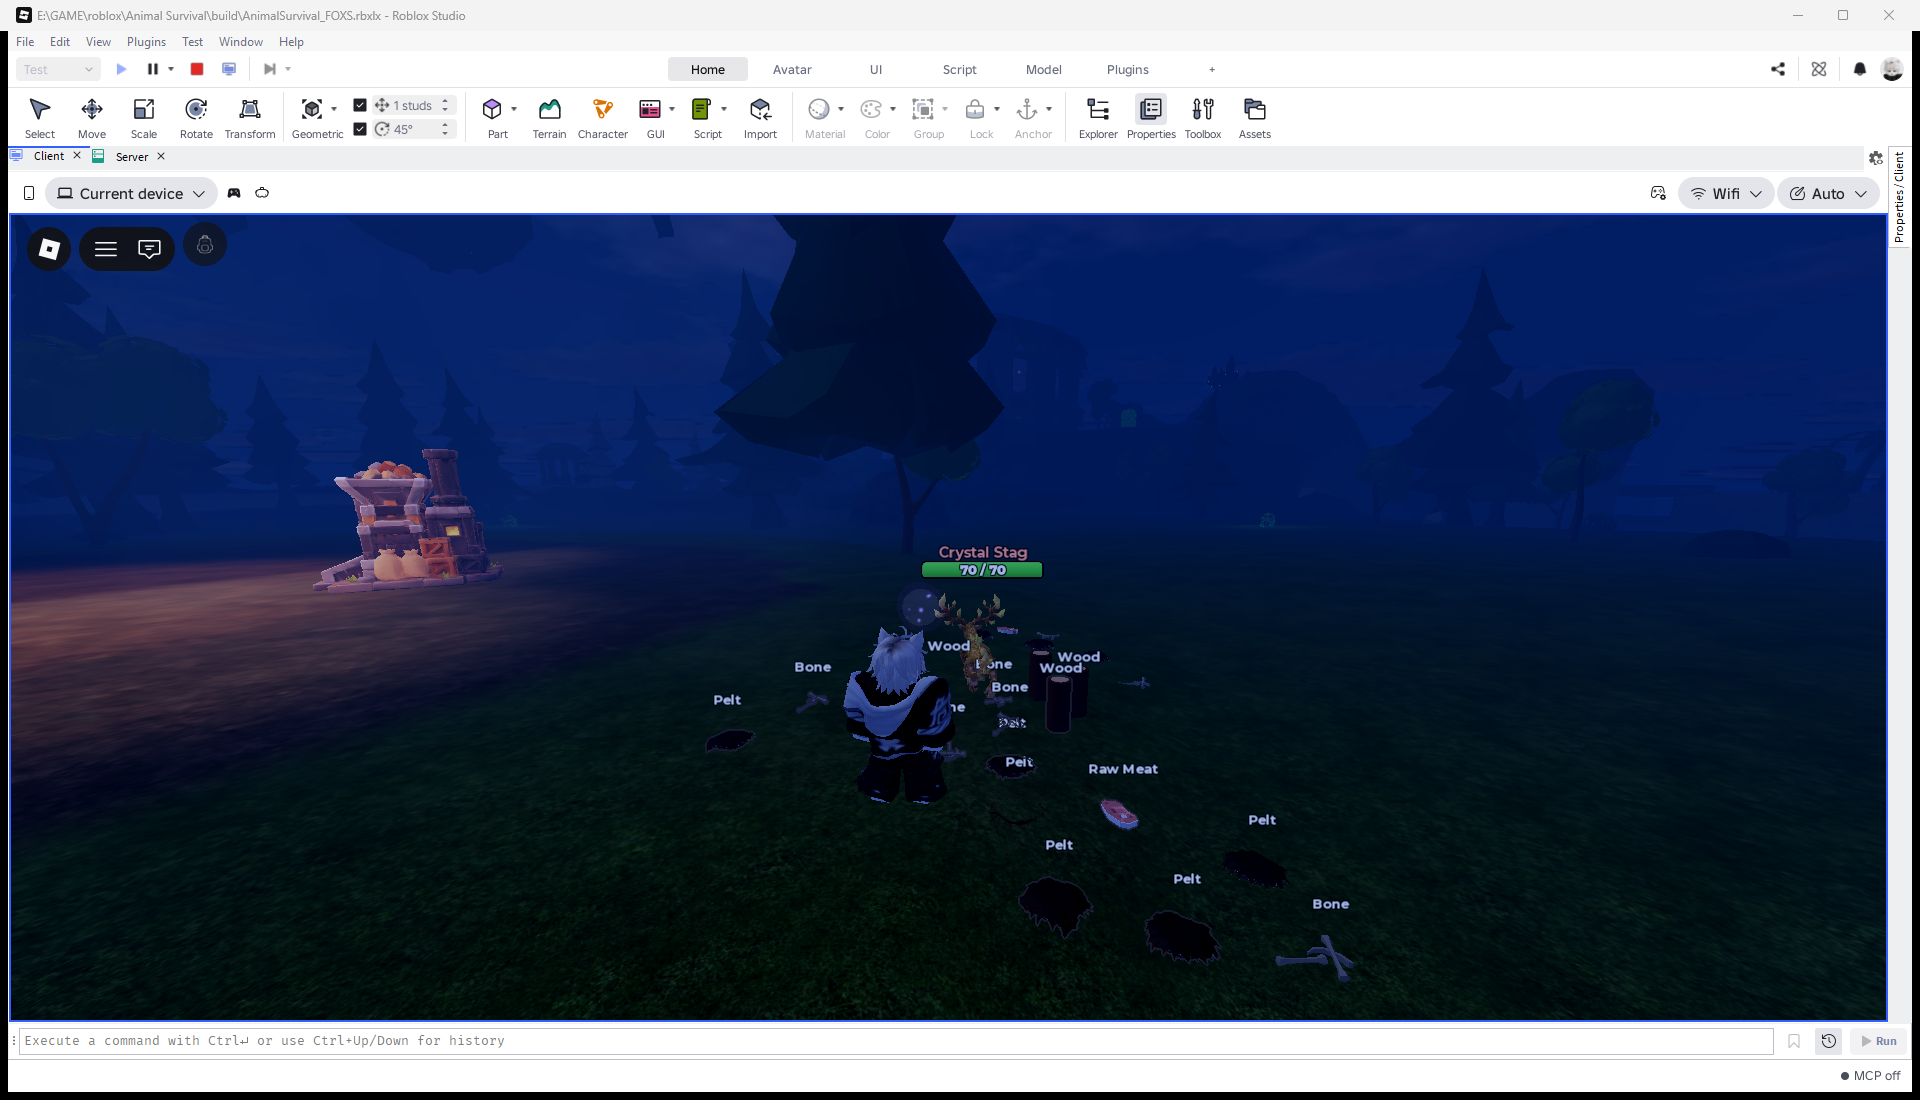 E:\GAME\roblox\Animal Survival\build\AnimalSurvival_FOXS.rbxlx - Roblox Studio
File Edit View Plugins Test Window Help
Test
Home Avatar UI Script Model Plugins +
1 studs
45°
Select Move Scale Rotate Transform Geometric Part Terrain Character GUI Script Import Material Color Group Lock Anchor Explorer Properties Toolbox Assets
Client Server
Properties / Client
Current device
Wifi
Auto
Crystal Stag
70 / 70
Wood
Wood
Wood
Bone
Bone
Pelt
Pelt
Pelt
Raw Meat
Pelt
Pelt
Pelt
Bone
Execute a command with Ctrl↵ or use Ctrl+Up/Down for history
Run
MCP off